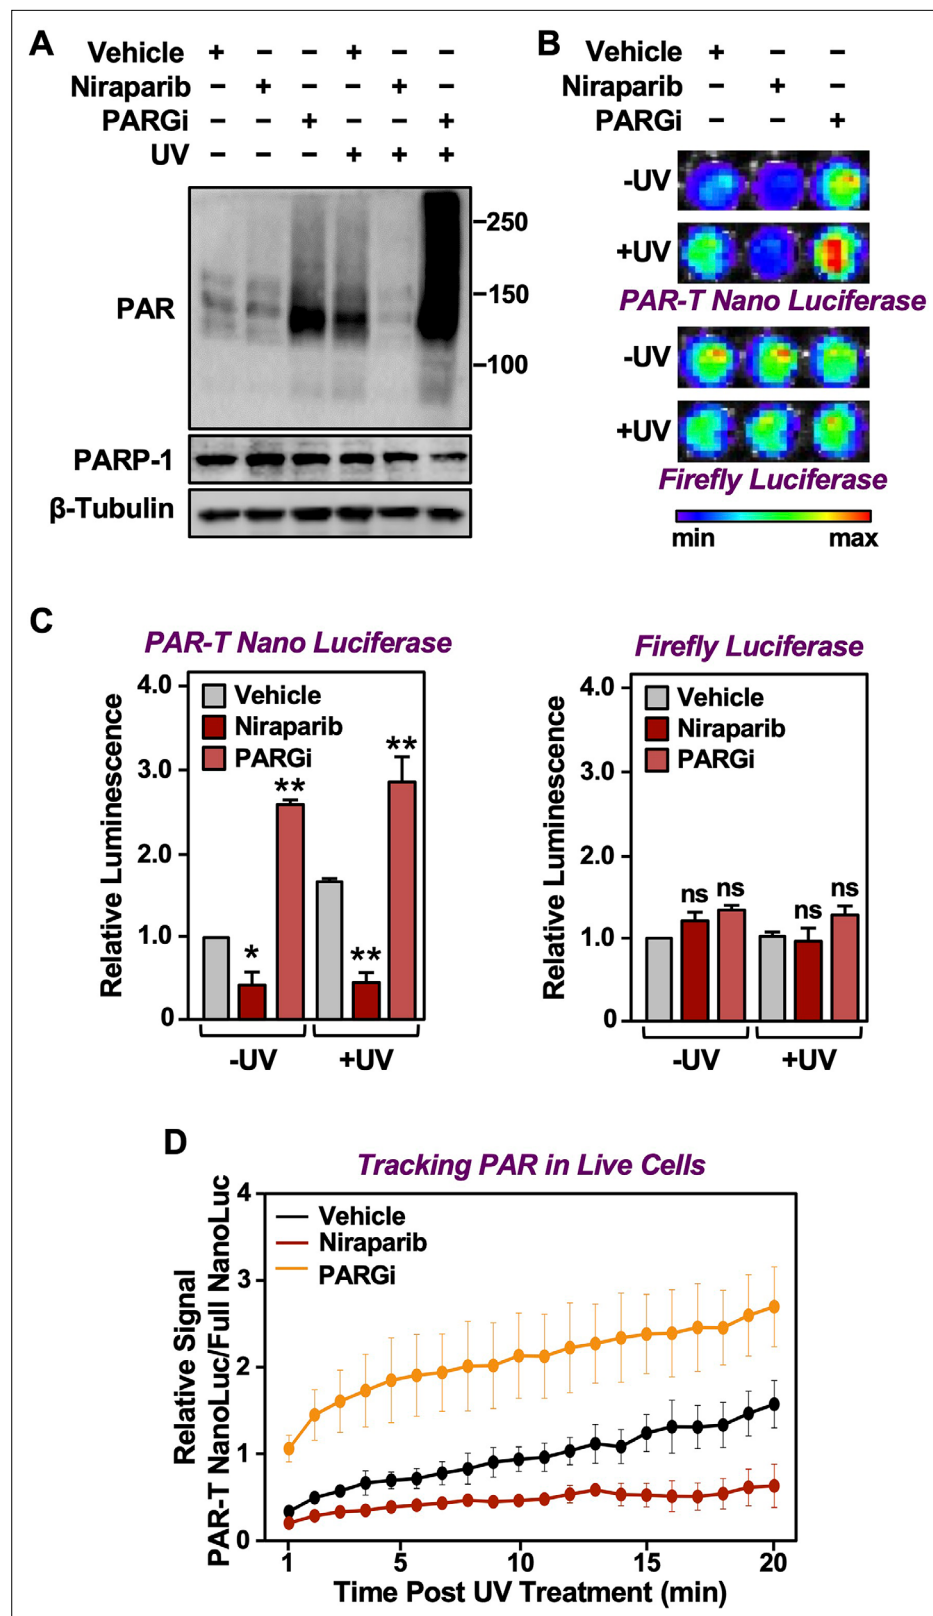 A
Vehicle + – – + – –
Niraparib – + – – + –
PARGi – – + – – +
UV – – – + + +
PAR
–250
–150
–100
PARP-1
β-Tubulin
B
Vehicle + – –
Niraparib – + –
PARGi – – +
-UV
+UV
PAR-T Nano Luciferase
-UV
+UV
Firefly Luciferase
min max
C
PAR-T Nano Luciferase
Relative Luminescence
4.0
3.0
2.0
1.0
0
Vehicle
Niraparib
PARGi
* ** ** **
-UV +UV
Firefly Luciferase
Relative Luminescence
4.0
3.0
2.0
1.0
0
Vehicle
Niraparib
PARGi
ns ns ns ns
-UV +UV
D
Tracking PAR in Live Cells
Relative Signal
PAR-T NanoLuc/Full NanoLuc
4
3
2
1
0
Vehicle
Niraparib
PARGi
1 5 10 15 20
Time Post UV Treatment (min)